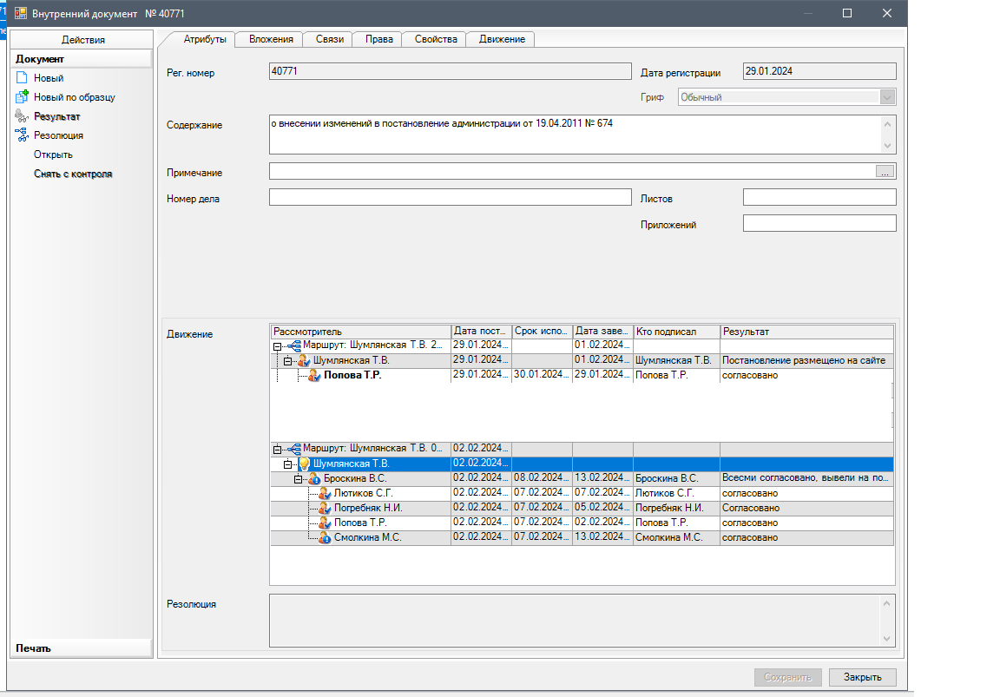 Внутренний документ № 40771
Действия
Документ
Новый
Новый по образцу
Результат
Резолюция
Открыть
Снять с контроля
Печать
Атрибуты Вложения Связи Права Свойства Движение
Рег. номер 40771 Дата регистрации 29.01.2024
Гриф Обычный
Содержание о внесении изменений в постановление администрации от 19.04.2011 № 674
Примечание ...
Номер дела Листов
Приложений
Движение
Рассмотритель Дата пост... Срок испо... Дата заве... Кто подписал Результат
Маршрут: Шумлянская Т.В. 2... 29.01.2024... 01.02.2024...
Шумлянская Т.В. 29.01.2024... 01.02.2024... Шумлянская Т.В. Постановление размещено на сайте
Попова Т.Р. 29.01.2024... 30.01.2024... 29.01.2024... Попова Т.Р. согласовано
Маршрут: Шумлянская Т.В. 0... 02.02.2024...
Шумлянская Т.В. 02.02.2024...
Броскина В.С. 02.02.2024... 08.02.2024... 13.02.2024... Броскина В.С. Всесми согласовано, вывели на по...
Лютиков С.Г. 02.02.2024... 07.02.2024... 07.02.2024... Лютиков С.Г. согласовано
Погребняк Н.И. 02.02.2024... 07.02.2024... 05.02.2024... Погребняк Н.И. Согласовано
Попова Т.Р. 02.02.2024... 07.02.2024... 02.02.2024... Попова Т.Р. согласовано
Смолкина М.С. 02.02.2024... 07.02.2024... 13.02.2024... Смолкина М.С. согласовано
Резолюция
Сохранить Закрыть